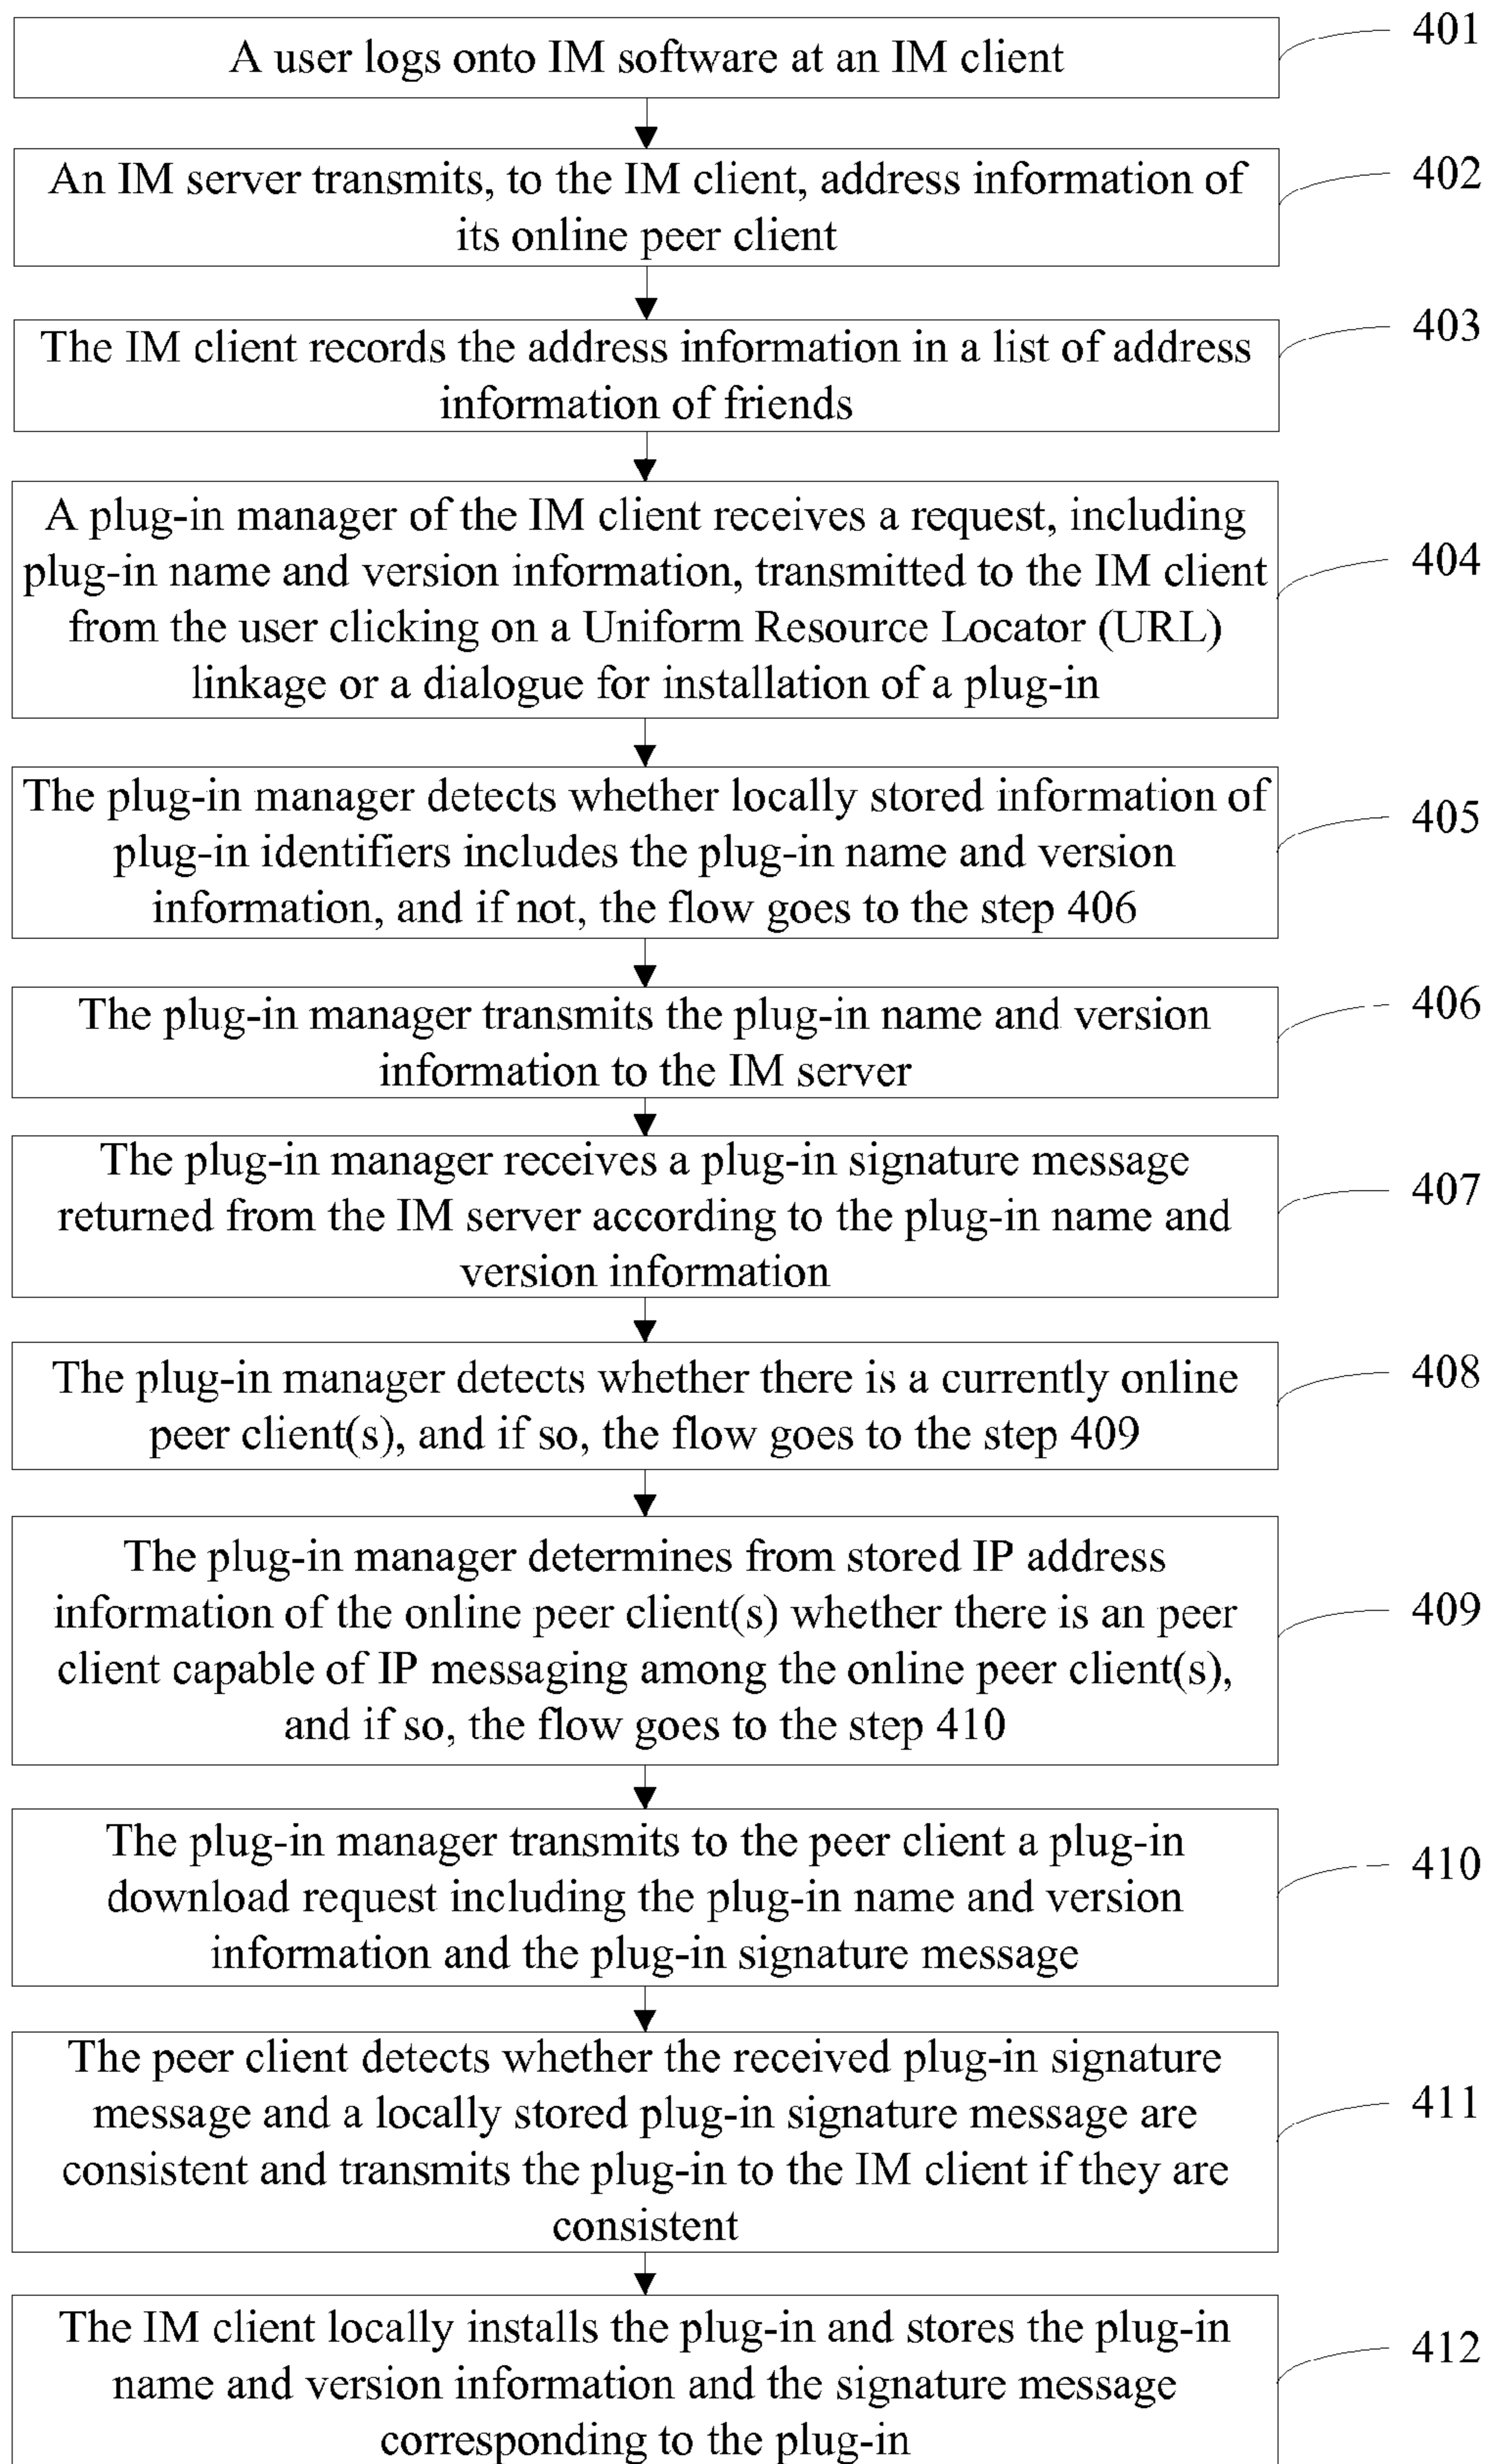 A user logs onto IM software at an IM client
401
An IM server transmits, to the IM client, address information of
its online peer client
402
The IM client records the address information in a list of address
information of friends
403
A plug-in manager of the IM client receives a request, including
plug-in name and version information, transmitted to the IM client
from the user clicking on a Uniform Resource Locator (URL)
linkage or a dialogue for installation of a plug-in
404
The plug-in manager detects whether locally stored information of
plug-in identifiers includes the plug-in name and version
information, and if not, the flow goes to the step 406
405
The plug-in manager transmits the plug-in name and version
information to the IM server
406
The plug-in manager receives a plug-in signature message
returned from the IM server according to the plug-in name and
version information
407
The plug-in manager detects whether there is a currently online
peer client(s), and if so, the flow goes to the step 409
408
The plug-in manager determines from stored IP address
information of the online peer client(s) whether there is an peer
client capable of IP messaging among the online peer client(s),
and if so, the flow goes to the step 410
409
The plug-in manager transmits to the peer client a plug-in
download request including the plug-in name and version
information and the plug-in signature message
410
The peer client detects whether the received plug-in signature
message and a locally stored plug-in signature message are
consistent and transmits the plug-in to the IM client if they are
consistent
411
The IM client locally installs the plug-in and stores the plug-in
name and version information and the signature message
corresponding to the plug-in
412